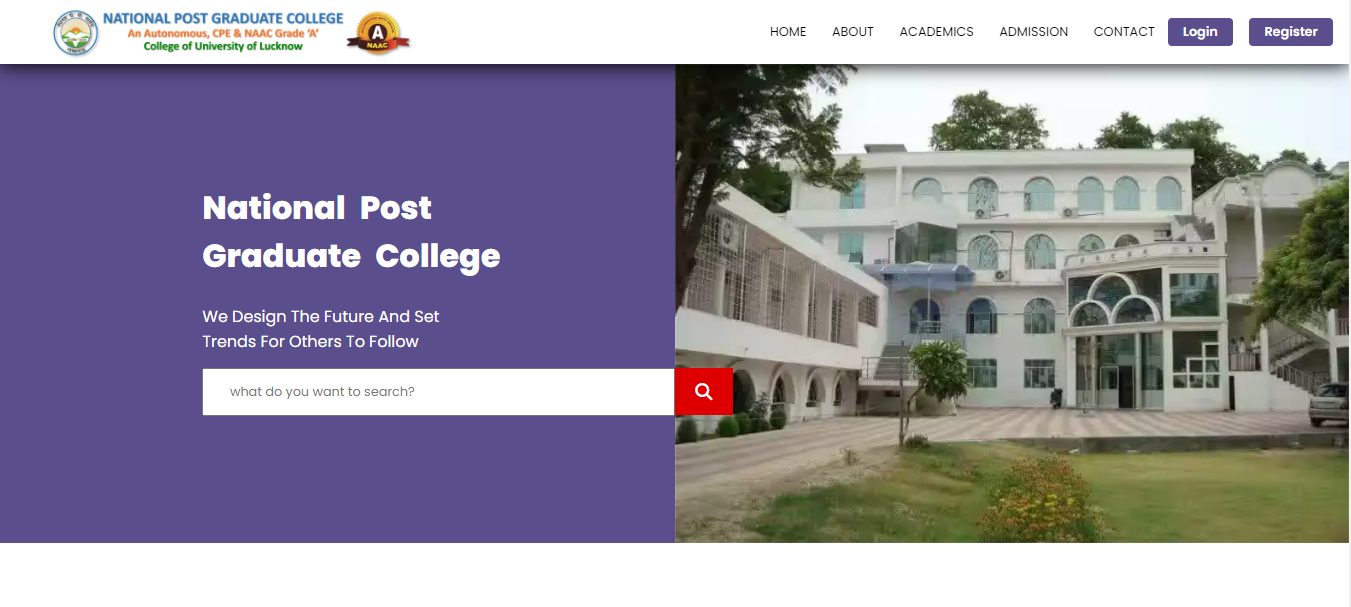 NATIONAL POST GRADUATE COLLEGE
An Autonomous, CPE & NAAC Grade 'A'
College of University of Lucknow
A
NAAC
HOME ABOUT ACADEMICS ADMISSION CONTACT Login Register
National Post
Graduate College
We Design The Future And Set
Trends For Others To Follow
what do you want to search?